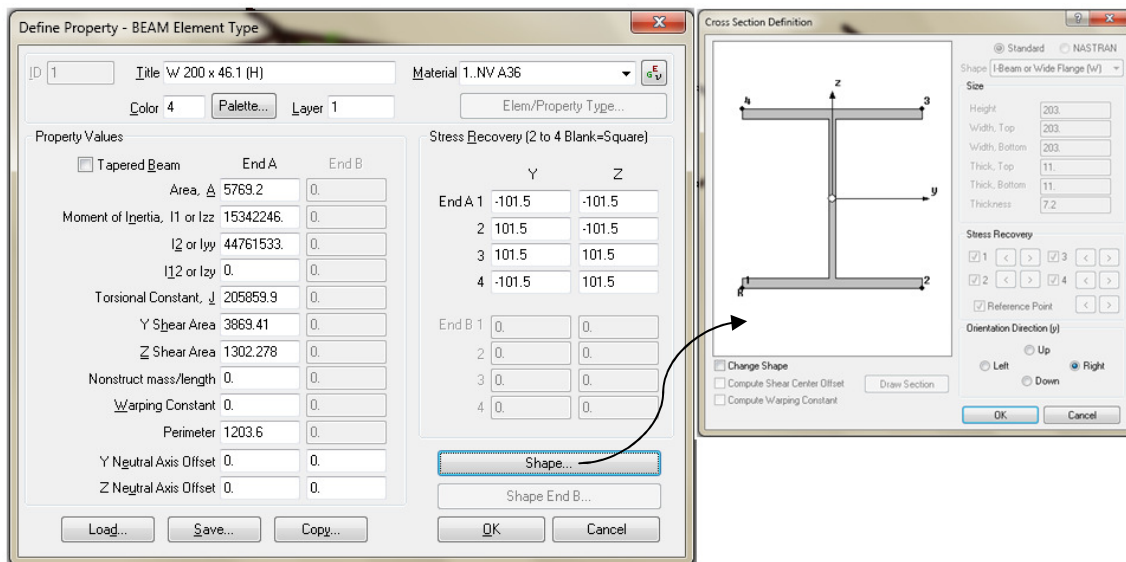 Define Property - BEAM Element Type
ID 1 Title W 200 x 46.1 (H) Material 1..NV A36
Color 4 Palette... Layer 1 Elem/Property Type...
Property Values
Tapered Beam End A End B
Area, A 5769.2 0.
Moment of Inertia, I1 or Izz 15342246. 0.
I2 or Iyy 44761533. 0.
I12 or Izy 0. 0.
Torsional Constant, J 205859.9 0.
Y Shear Area 3869.41 0.
Z Shear Area 1302.278 0.
Nonstruct mass/length 0. 0.
Warping Constant 0. 0.
Perimeter 1203.6 0.
Y Neutral Axis Offset 0. 0.
Z Neutral Axis Offset 0. 0.
Stress Recovery (2 to 4 Blank=Square)
Y Z
End A 1 -101.5 -101.5
2 101.5 -101.5
3 101.5 101.5
4 -101.5 101.5
End B 1 0. 0.
2 0. 0.
3 0. 0.
4 0. 0.
Shape...
Shape End B...
Load... Save... Copy... OK Cancel
Cross Section Definition
z
4 3
y
1 2
R
Change Shape
Compute Shear Center Offset Draw Section
Compute Warping Constant
Standard NASTRAN
Shape I-Beam or Wide Flange (W)
Size
Height 203.
Width, Top 203.
Width, Bottom 203.
Thick, Top 11.
Thick, Bottom 11.
Thickness 7.2
Stress Recovery
1 < > 3 < >
2 < > 4 < >
Reference Point < >
Orientation Direction (y)
Up
Left Right
Down
OK Cancel